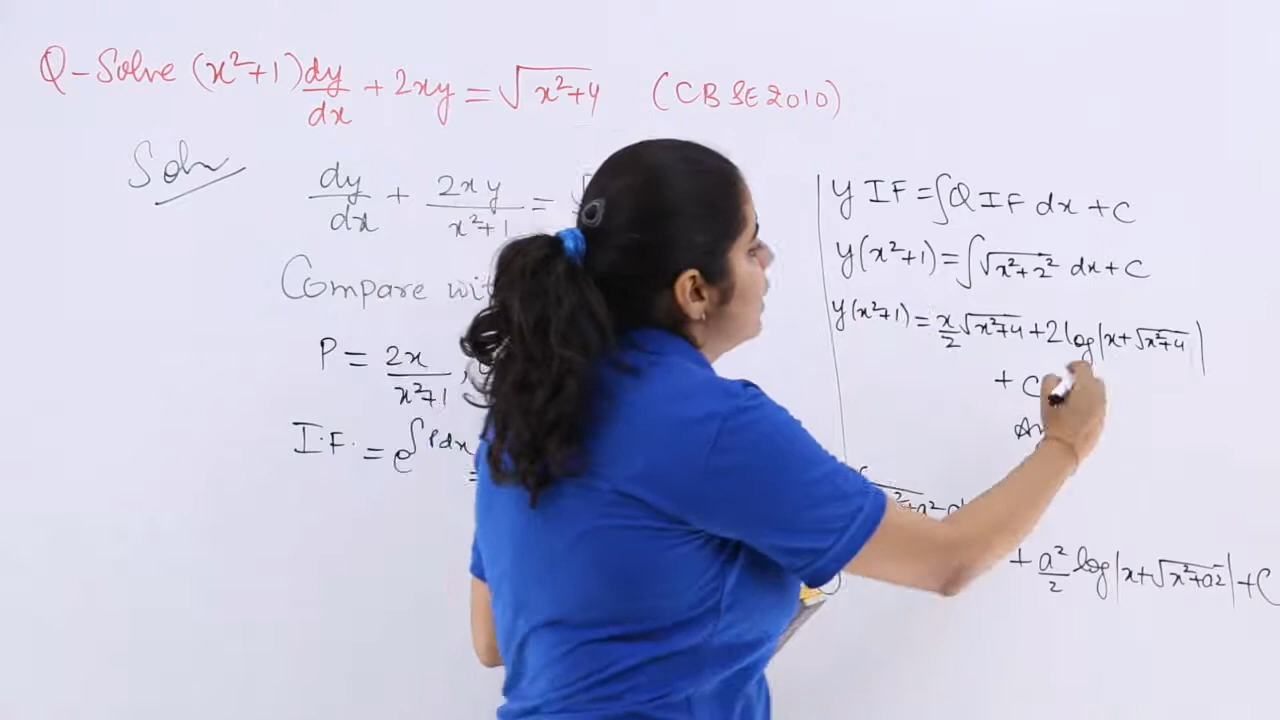 Q-Solve (x²+1)dy/dx + 2xy = √(x²+4) (CBSE 2010)
Soln
dy/dx + 2xy/(x²+1) =
Compare wit
P = 2x/(x²+1),
I.F. = e^∫Pdx
=
y IF = ∫Q IF dx + C
y(x²+1) = ∫√(x²+2²) dx + C
y(x²+1) = x/2 √(x²+4) + 2 log|x+√(x²+4)|
+ C
+ a²/2 log|x+√(x²+a2)| + C